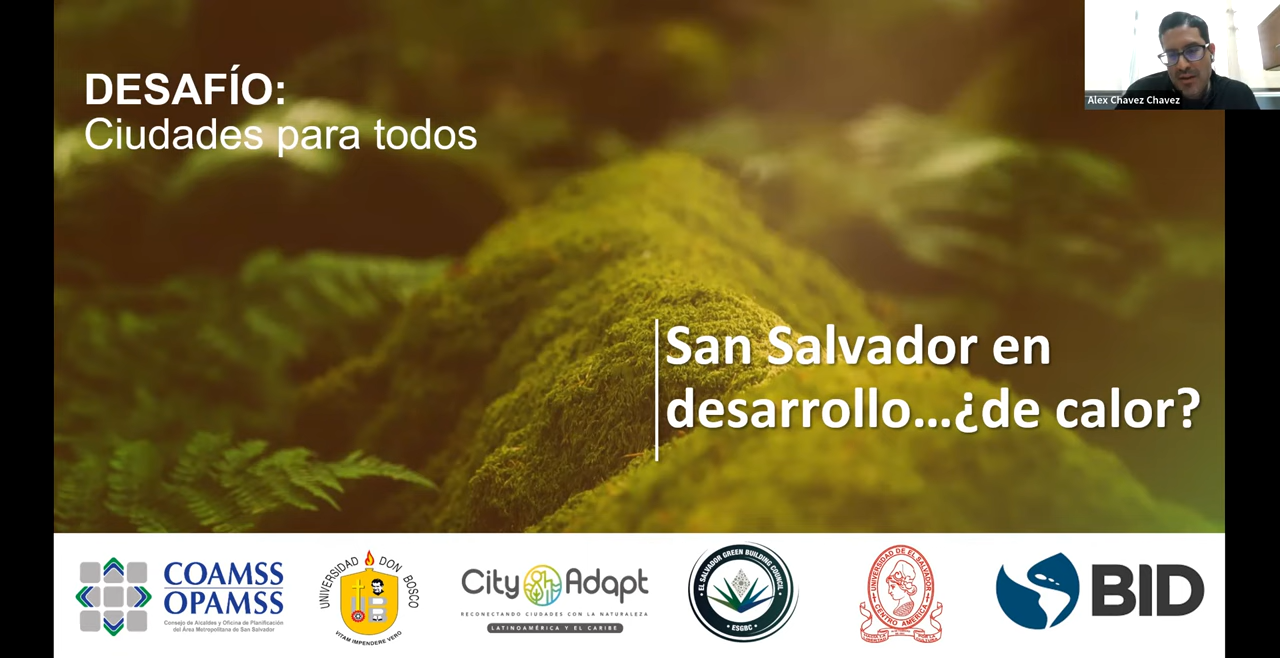 DESAFÍO:
Ciudades para todos
Alex Chavez Chavez
San Salvador en
desarrollo...¿de calor?
COAMSS
OPAMSS
Consejo de Alcaldes y Oficina de Planificación
del Área Metropolitana de San Salvador
UNIVERSIDAD DON BOSCO
VITAM IMPENDERE VERO
City Adapt
RECONECTANDO CIUDADES CON LA NATURALEZA
LATINOAMÉRICA Y EL CARIBE
EL SALVADOR GREEN BUILDING COUNCIL
ESGBC
UNIVERSIDAD DE EL SALVADOR
CENTRO AMERICA
BID